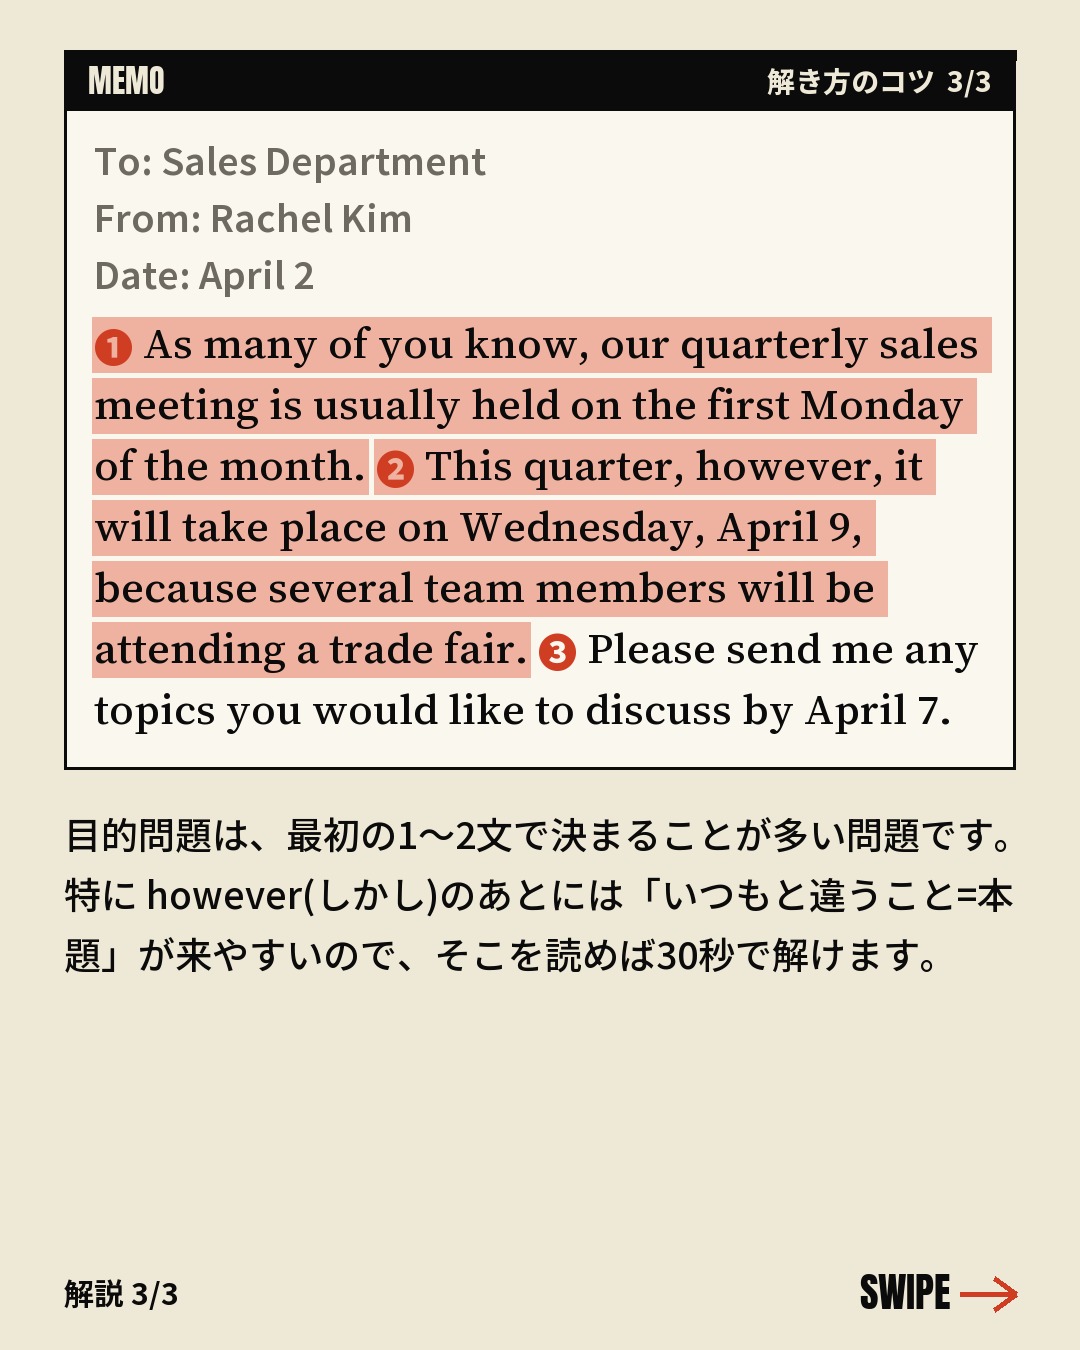 MEMO
解き方のコツ 3/3
To: Sales Department
From: Rachel Kim
Date: April 2
❶ As many of you know, our quarterly sales
meeting is usually held on the first Monday
of the month. ❷ This quarter, however, it
will take place on Wednesday, April 9,
because several team members will be
attending a trade fair. ❸ Please send me any
topics you would like to discuss by April 7.
目的問題は、最初の1〜2文で決まることが多い問題です。
特に however(しかし)のあとには「いつもと違うこと=本
題」が来やすいので、そこを読めば30秒で解けます。
解説 3/3
SWIPE